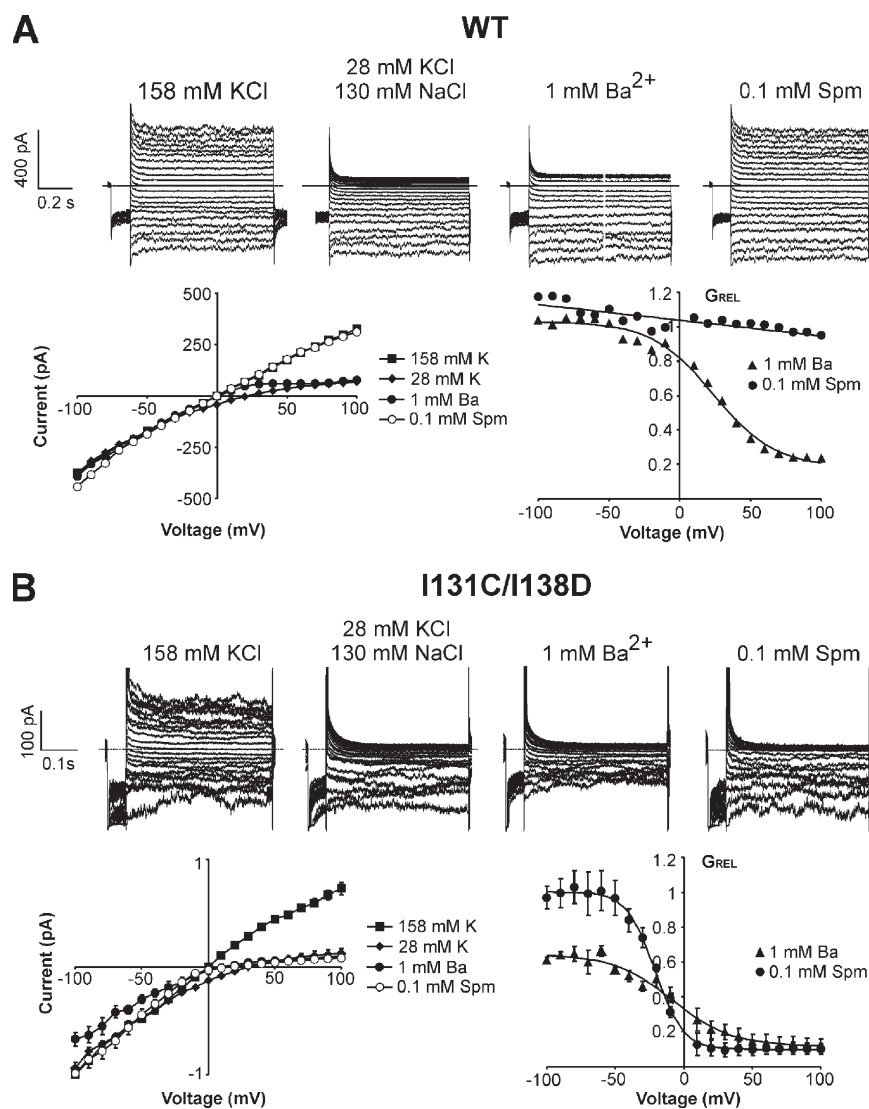 A
WT
158 mM KCl
28 mM KCl
130 mM NaCl
1 mM Ba2+
0.1 mM Spm
400 pA
0.2 s
500
250
-250
-500
-100
-50
50
100
Current (pA)
Voltage (mV)
158 mM K
28 mM K
1 mM Ba
0.1 mM Spm
1.2
GREL
1
0.8
0.6
0.4
0.2
1 mM Ba
0.1 mM Spm
-100
-50
0
50
100
Voltage (mV)
B
I131C/I138D
158 mM KCl
28 mM KCl
130 mM NaCl
1 mM Ba2+
0.1 mM Spm
100 pA
0.1s
1
-1
-100
-50
50
100
Current (pA)
Voltage (mV)
158 mM K
28 mM K
1 mM Ba
0.1 mM Spm
1.2
GREL
1
0.8
0.6
0.4
0.2
1 mM Ba
0.1 mM Spm
-100
-50
0
50
100
Voltage (mV)